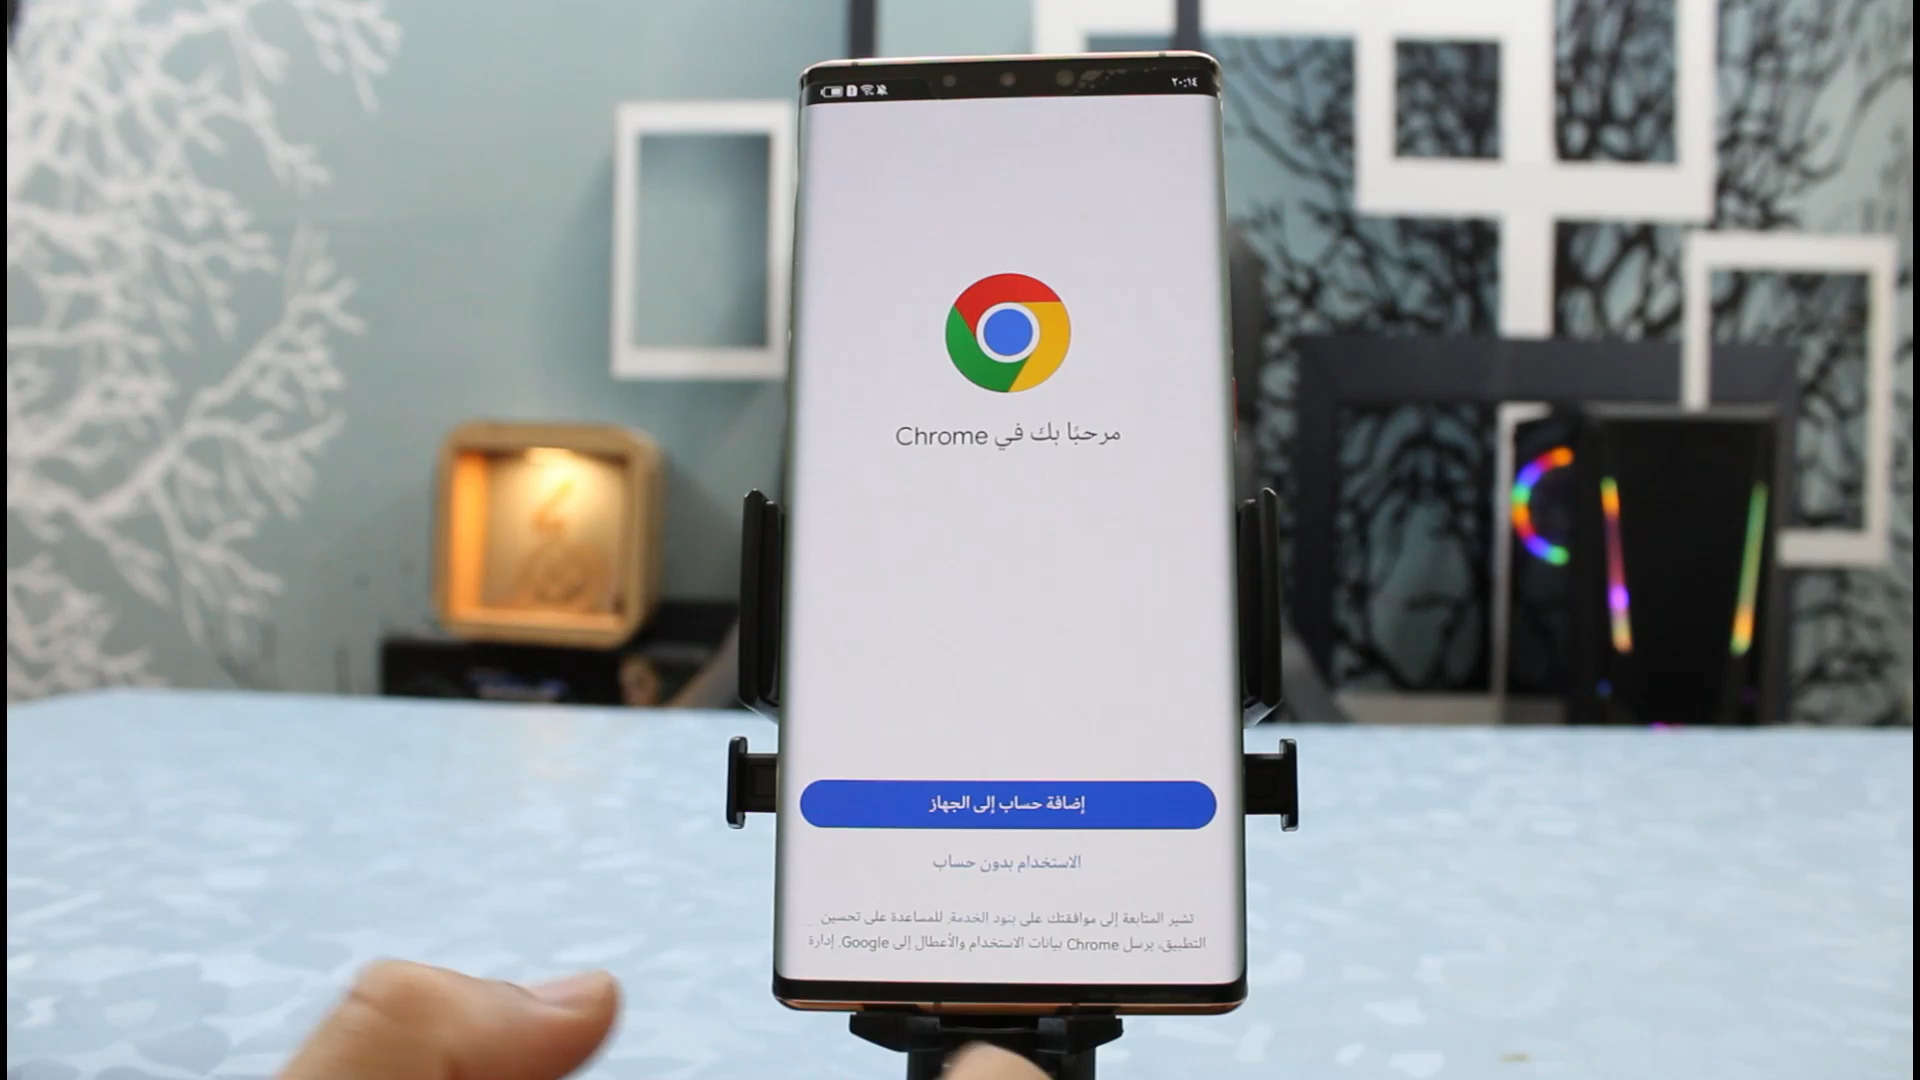 ٢٠:١٤
مرحبًا بك في Chrome
إضافة حساب إلى الجهاز
الاستخدام بدون حساب
تشير المتابعة إلى موافقتك على بنود الخدمة. للمساعدة على تحسين
التطبيق، يرسل Chrome بيانات الاستخدام والأعطال إلى Google. إدارة